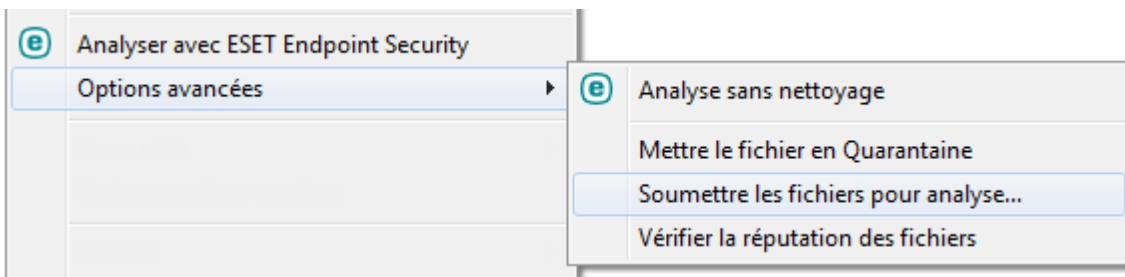 Analyser avec ESET Endpoint Security
Options avancées
Analyse sans nettoyage
Mettre le fichier en Quarantaine
Soumettre les fichiers pour analyse...
Vérifier la réputation des fichiers